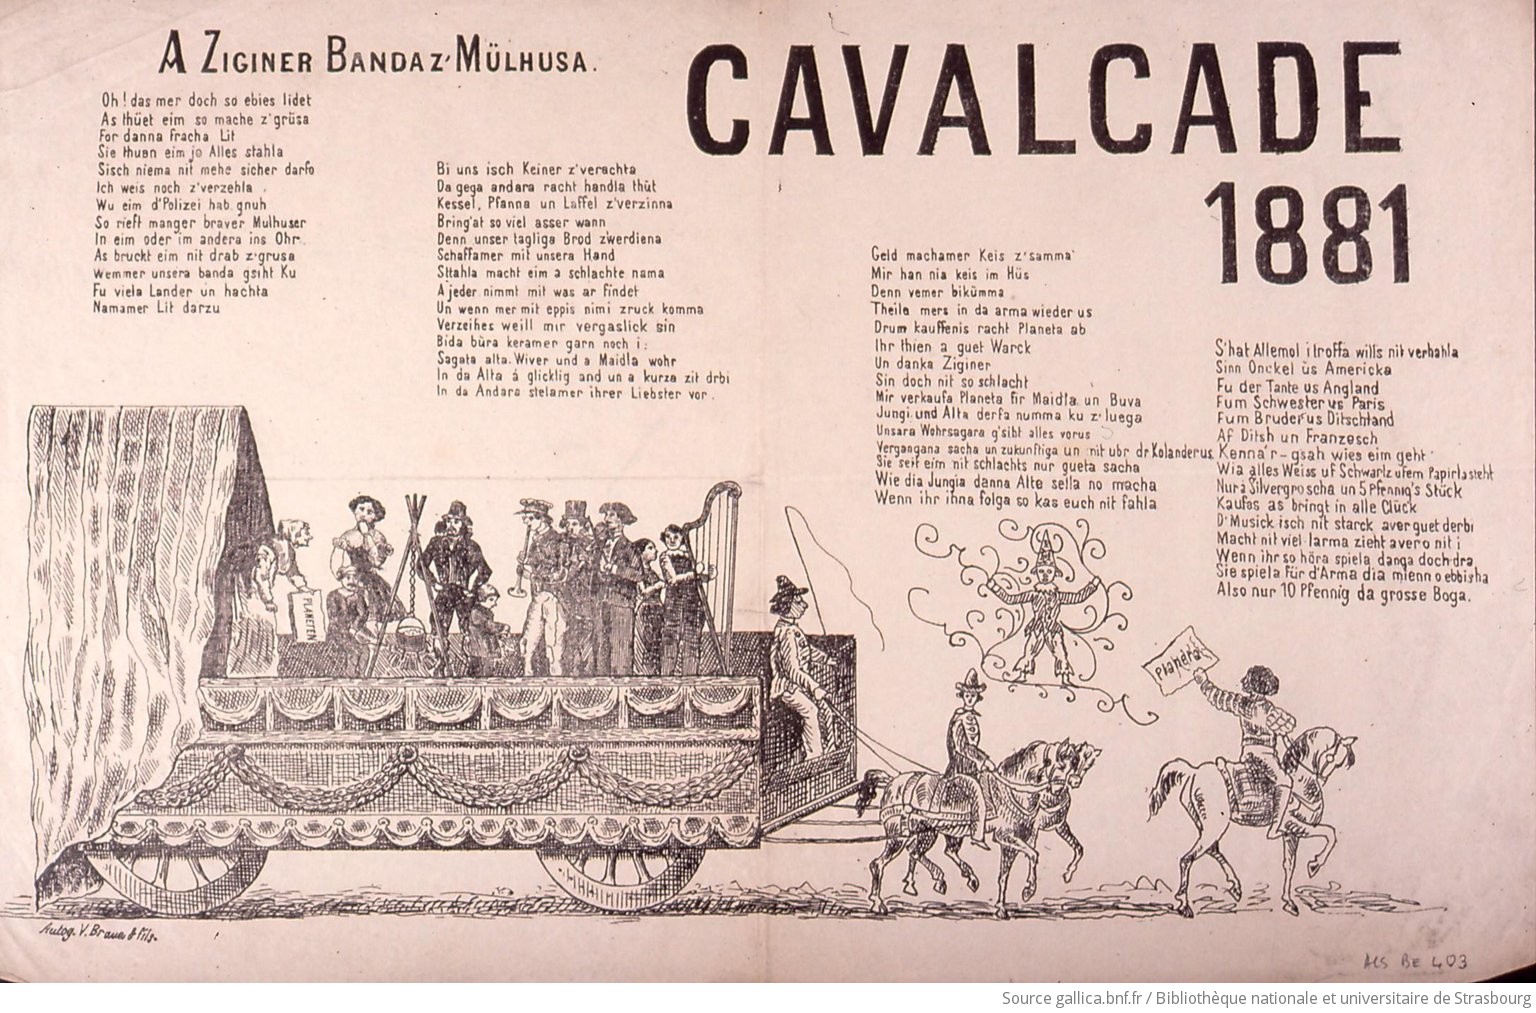 A ZIGINER BANDA Z' MÜLHUSA.
CAVALCADE
1881
Oh! das mer doch so ebies lidet
As thüet eim so mache z'grüsa
For danna fracha Lit
Sie thuan eim jo Alles stahla
Sisch niema nit mehe sicher darfo
Ich weis noch z'verzehla.
Wu eim d'Polizei hab gnuh
So rieft manger braver Mulhuser
In eim oder im andera ins Ohr.
As bruckt eim nit drab z'grusa
Wemmer unsera banda gsiht Ku
Fu viela Lander un hachta
Namamer Lit darzu
Bi uns isch Keiner z'verachta
Da gega andara racht handla thüt
Kessel, Pfanna un Laffel z'verzinna
Bring'at so viel asser wann
Denn unser tagliga Brod z'werdiena
Schaffamer mit unsera Hand
Sttahla macht eim a schlachte nama
A jeder nimmt mit was ar findet
Un wenn mer mit eppis nimi zruck komma
Verzeihes weill mir vergaslick sin
Bida büra keramer garn noch i:
Sagata alta. Wiver und a Maidla wohr
In da Alta á glicklig and un a kurza zit drbi
In da Andara stelamer ihrer Liebster vor.
Geld machamer Keis z'samma
Mir han nia keis im Hüs
Denn vemer bikümma
Theila mers in da arma wieder us
Drum kauffenis racht Planeta ab
Ihr thien a guet Warck
Un danka Ziginer
Sin doch nit so schlacht
Mir verkaufa Planeta fir Maidla un Buva
Jungi und Alta derfa numma ku z'luega
Unsara Wohrsagara g'sibt alles vorus
Vergangana sacha un zukunftiga un nit ubr dr Kolanderus
Sie seit eim nit schlachts nur gueta sacha
Wie dia Jungia danna Alte sella no macha
Wenn ihr ihna folga so kas euch nit fahla
S'hat Allemol i troffa wills nit verhahla
Sinn Onckel üs Americka
Fu der Tante us Angland
Fum Schwester us Paris
Fum Bruder us Ditschland
Af Ditsh un Franzesch
Kenna'r-gsah wies eim geht
Wia alles Weiss uf Schwartz ufem Papirla steht
Nur a Silvergroscha un 5 Pfennig's Stück
Kaufas as bringt in alle Glück
D'Musick isch nit starck aver guet derbi
Macht nit viel larma zieht avero nit i
Wenn ihr so höra spiela danga doch dra
Sie spiela für d'Arma dia mienn o ebbis ha
Also nur 10 Pfennig da grosse Boga.
PLANETEN
Planeta
Autog. V. Braun & fils.
ALS BE 403
Source gallica.bnf.fr / Bibliothèque nationale et universitaire de Strasbourg